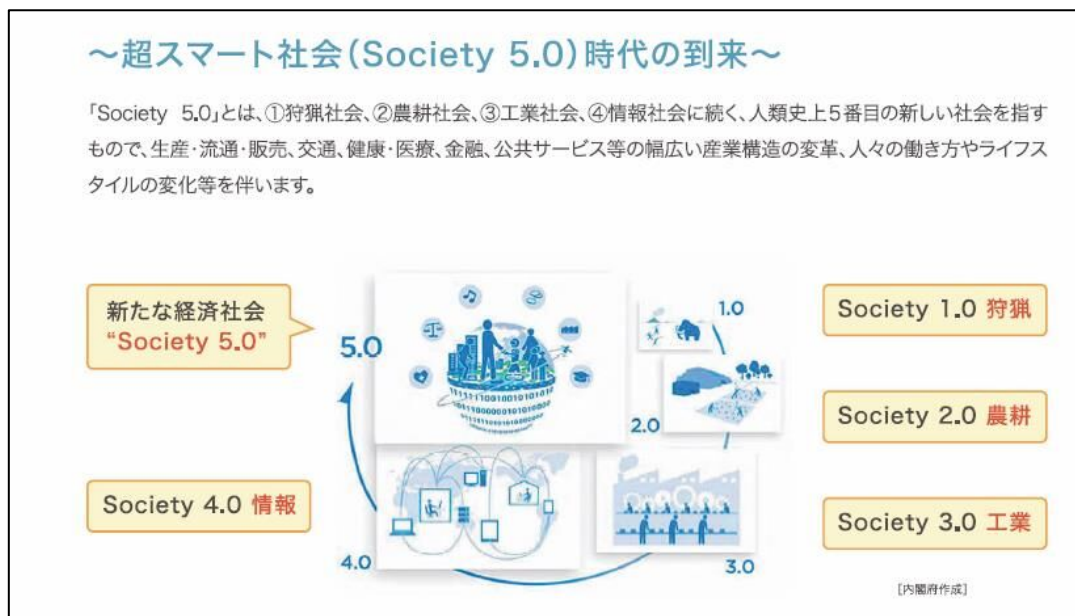 ～超スマート社会(Society 5.0)時代の到来～
「Society 5.0」とは、①狩猟社会、②農耕社会、③工業社会、④情報社会に続く、人類史上5番目の新しい社会を指す
もので、生産・流通・販売、交通、健康・医療、金融、公共サービス等の幅広い産業構造の変革、人々の働き方やライフス
タイルの変化等を伴います。
新たな経済社会
“Society 5.0”
5.0
1.0
Society 1.0 狩猟
2.0
Society 2.0 農耕
Society 4.0 情報
4.0
3.0
Society 3.0 工業
[内閣府作成]